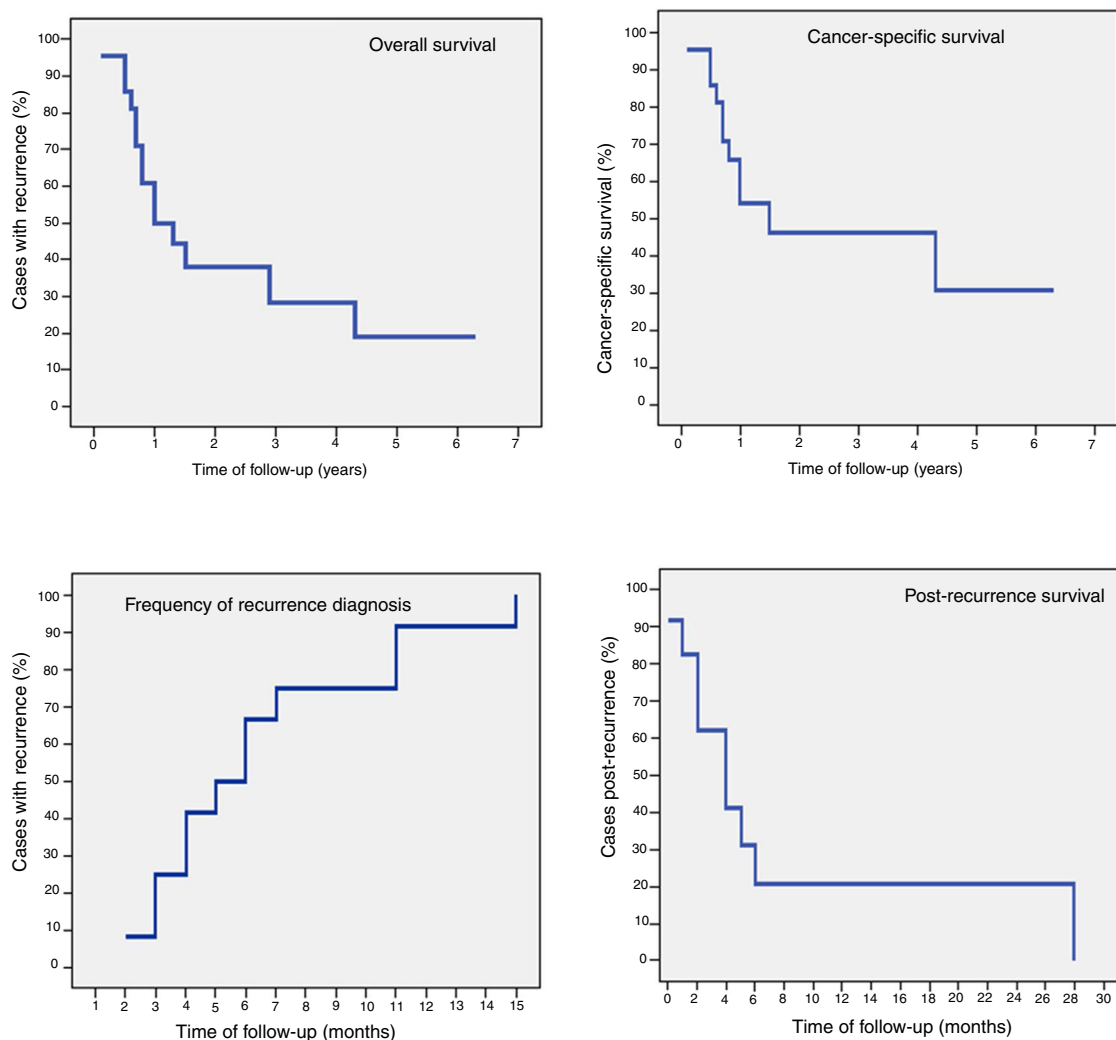 Overall survival
Cases with recurrence (%)
100
90
80
70
60
50
40
30
20
10
0
0 1 2 3 4 5 6 7
Time of follow-up (years)
Cancer-specific survival
Cancer-specific survival (%)
100
90
80
70
60
50
40
30
20
10
0
0 1 2 3 4 5 6 7
Time of follow-up (years)
Frequency of recurrence diagnosis
Cases with recurrence (%)
100
90
80
70
60
50
40
30
20
10
0
1 2 3 4 5 6 7 8 9 10 11 12 13 14 15
Time of follow-up (months)
Post-recurrence survival
Cases post-recurrence (%)
100
90
80
70
60
50
40
30
20
10
0
0 2 4 6 8 10 12 14 16 18 20 22 24 26 28 30
Time of follow-up (months)